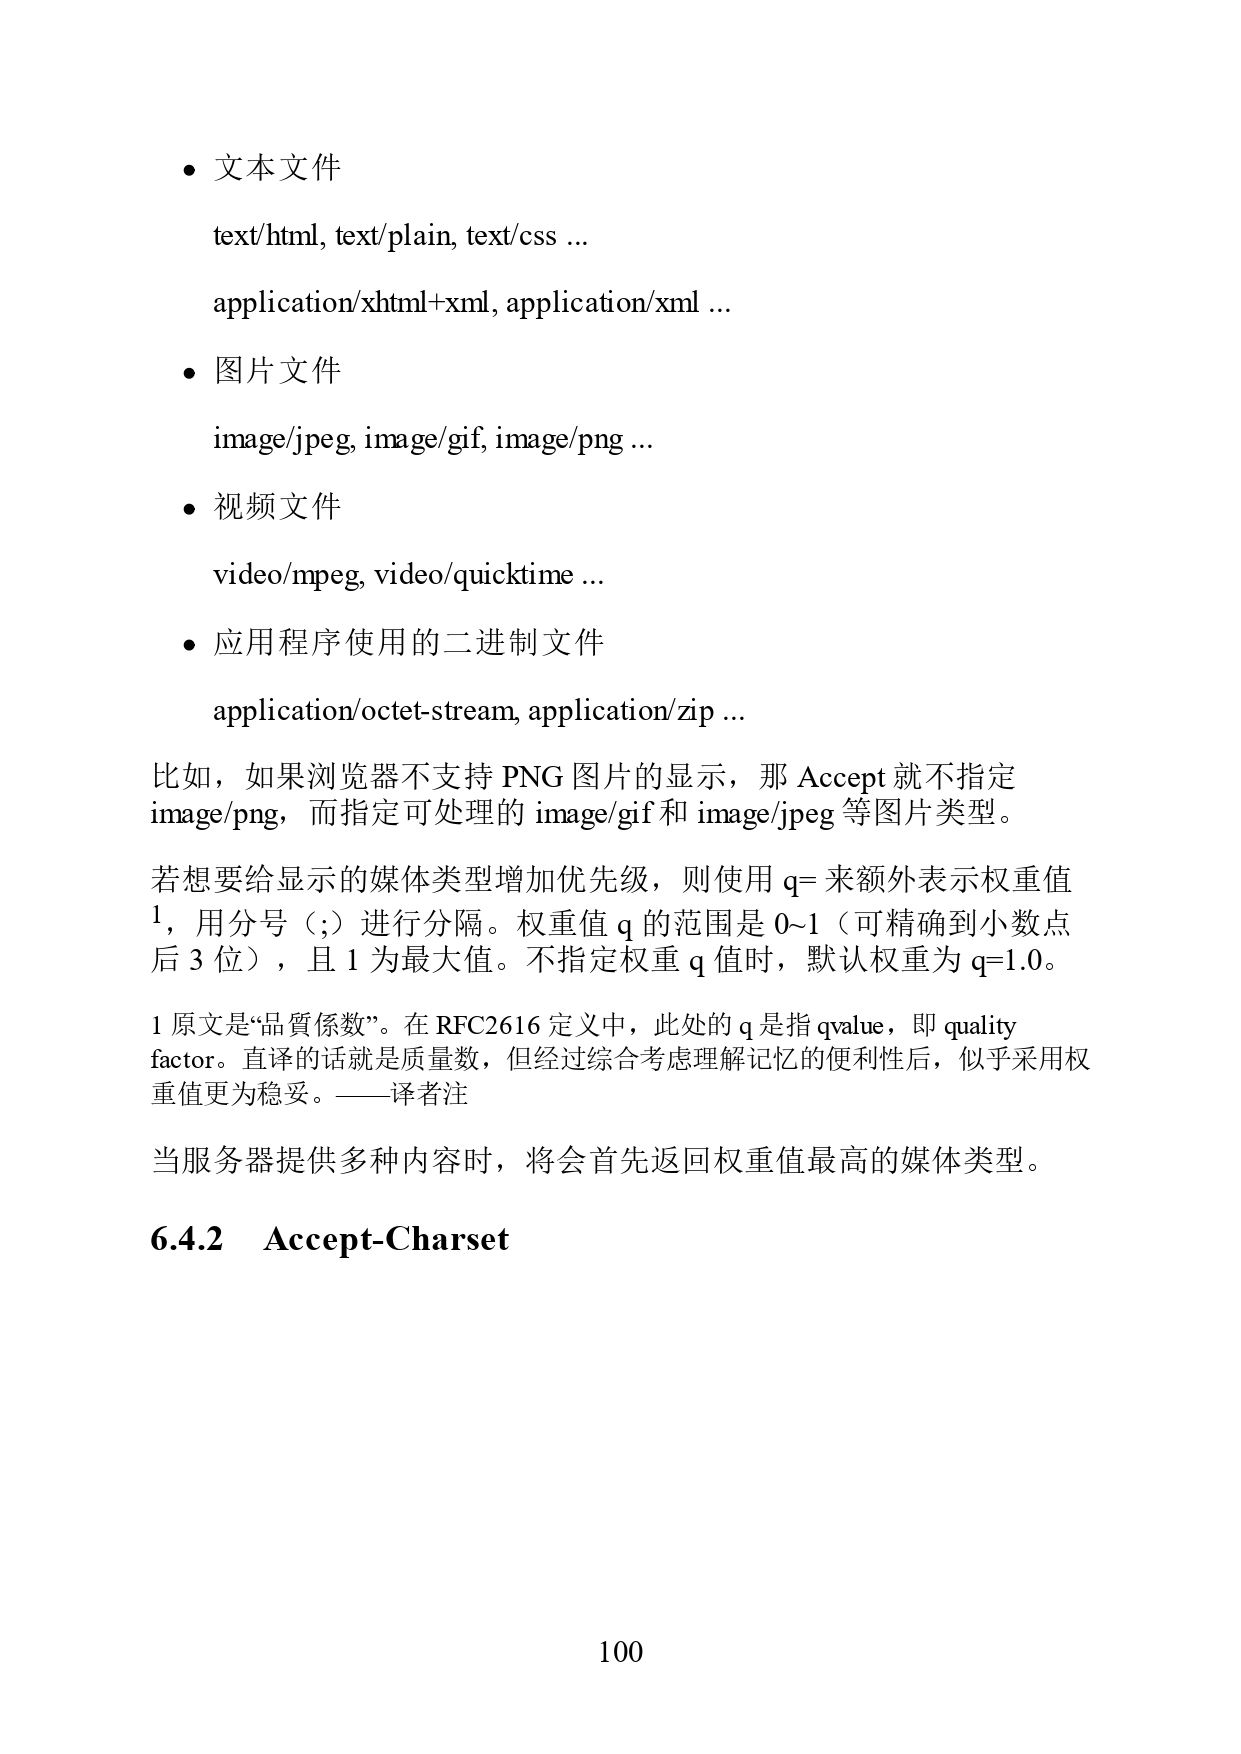 • 文本文件
text/html, text/plain, text/css ...
application/xhtml+xml, application/xml ...
• 图片文件
image/jpeg, image/gif, image/png ...
• 视频文件
video/mpeg, video/quicktime ...
• 应用程序使用的二进制文件
application/octet-stream, application/zip ...
比如，如果浏览器不支持 PNG 图片的显示，那 Accept 就不指定
image/png，而指定可处理的 image/gif 和 image/jpeg 等图片类型。
若想要给显示的媒体类型增加优先级，则使用 q= 来额外表示权重值
1，用分号（;）进行分隔。权重值 q 的范围是 0~1（可精确到小数点
后 3 位），且 1 为最大值。不指定权重 q 值时，默认权重为 q=1.0。
1 原文是“品質係数”。在 RFC2616 定义中，此处的 q 是指 qvalue，即 quality
factor。直译的话就是质量数，但经过综合考虑理解记忆的便利性后，似乎采用权
重值更为稳妥。——译者注
当服务器提供多种内容时，将会首先返回权重值最高的媒体类型。
6.4.2 Accept-Charset
100